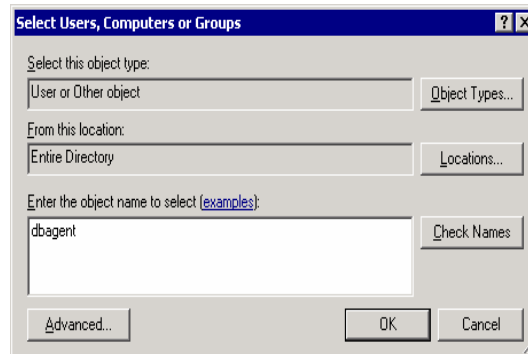 Select Users, Computers or Groups
Select this object type:
User or Other object
Object Types...
From this location:
Entire Directory
Locations...
Enter the object name to select (examples):
dbagent
Check Names
Advanced...
OK
Cancel